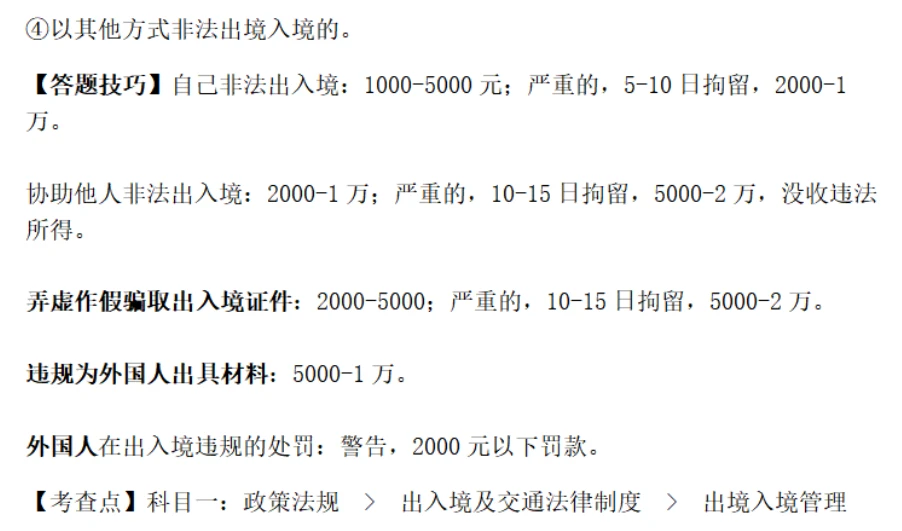 ④以其他方式非法出境入境的。
【答题技巧】自己非法出入境：1000-5000 元；严重的，5-10 日拘留，2000-1
万。
协助他人非法出入境：2000-1 万；严重的，10-15 日拘留，5000-2 万，没收违法
所得。
弄虚作假骗取出入境证件：2000-5000；严重的，10-15 日拘留，5000-2 万。
违规为外国人出具材料：5000-1 万。
外国人在出入境违规的处罚：警告，2000 元以下罚款。
【考查点】科目一：政策法规 > 出入境及交通法律制度 > 出境入境管理